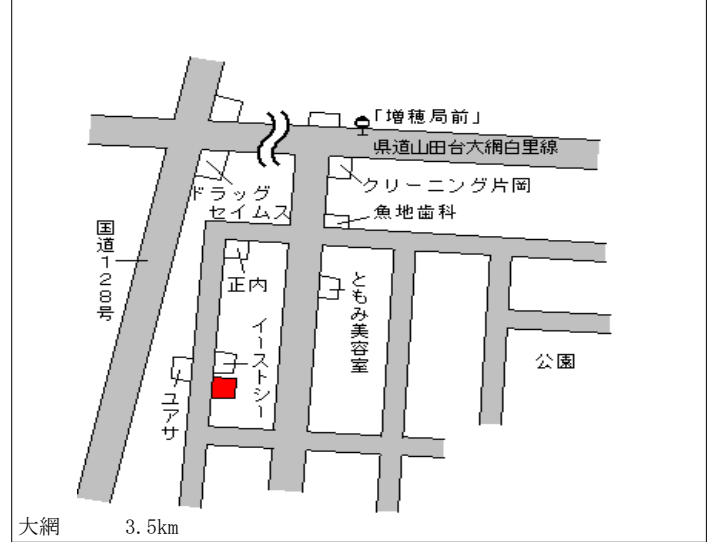 「増穂局前」
県道山田台大網白里線
クリーニング片岡
ドラッグ
セイムス
魚地歯科
国道128号
正内
ともみ美容室
イーストシー
公園
ユアサ
大網 3.5km